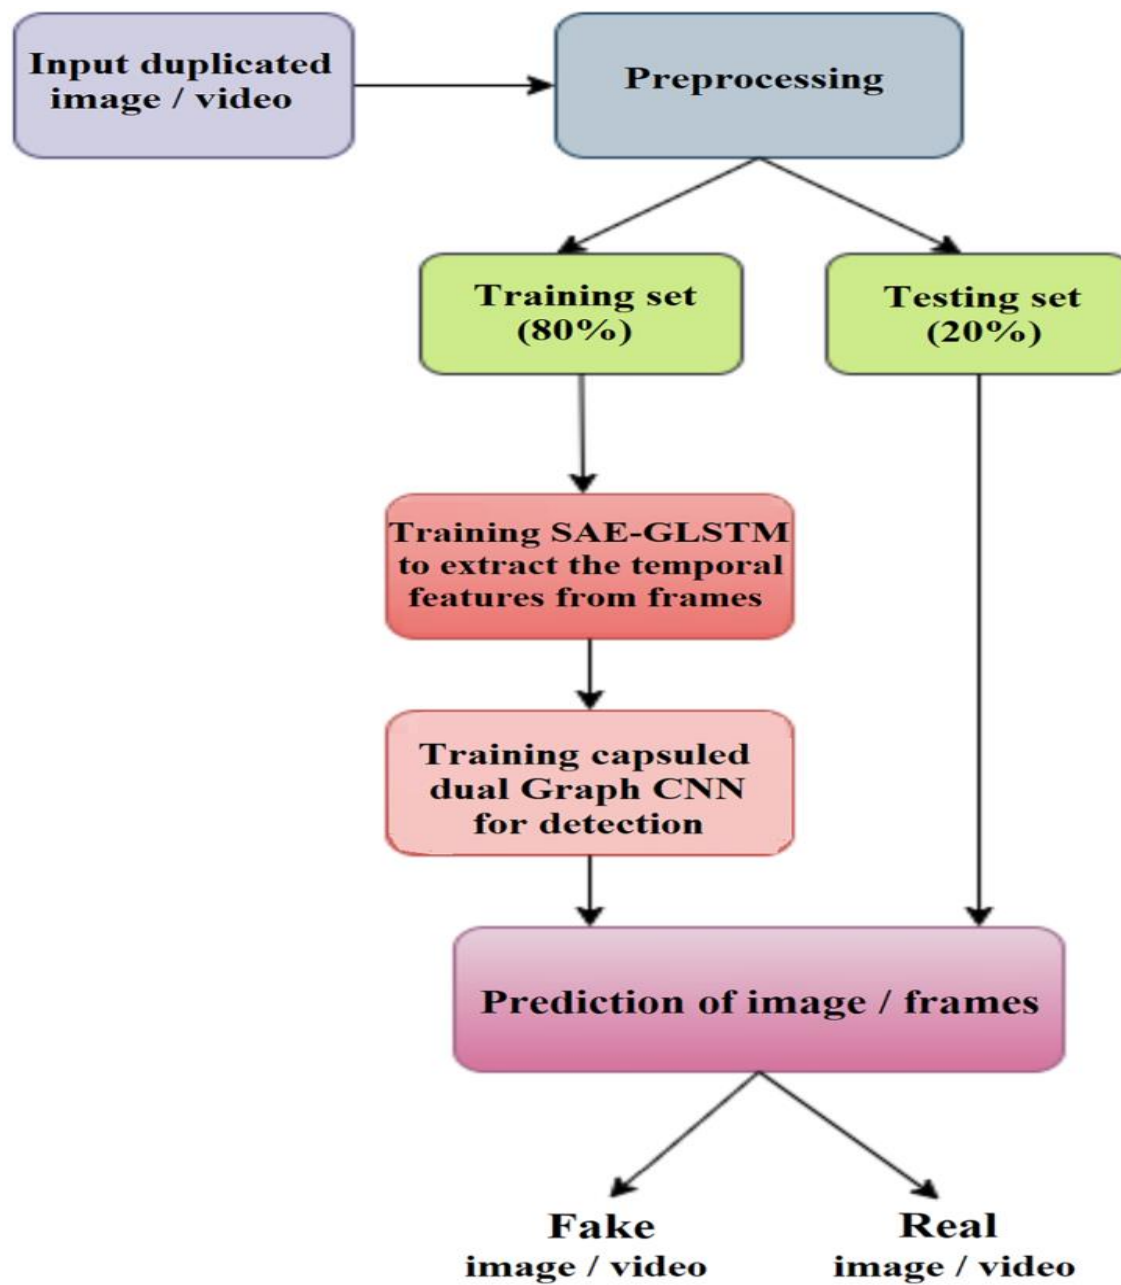 Input duplicated
image / video
Preprocessing
Training set
(80%)
Testing set
(20%)
Training SAE-GLSTM
to extract the temporal
features from frames
Training capsuled
dual Graph CNN
for detection
Prediction of image / frames
Fake
image / video
Real
image / video